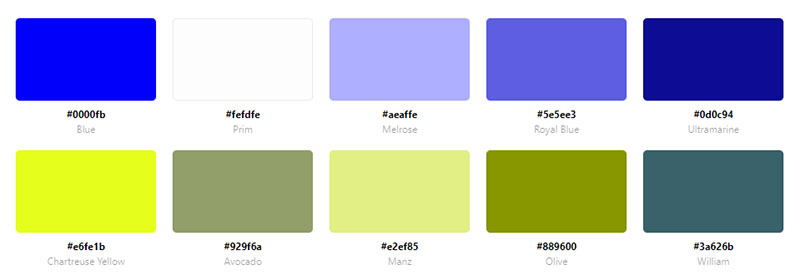 #0000fb #fefdfe #aeaffe #5e5ee3 #0d0c94
Blue Prim Melrose Royal Blue Ultramarine
#e6fe1b #929f6a #e2ef85 #889600 #3a626b
Chartreuse Yellow Avocado Manz Olive William